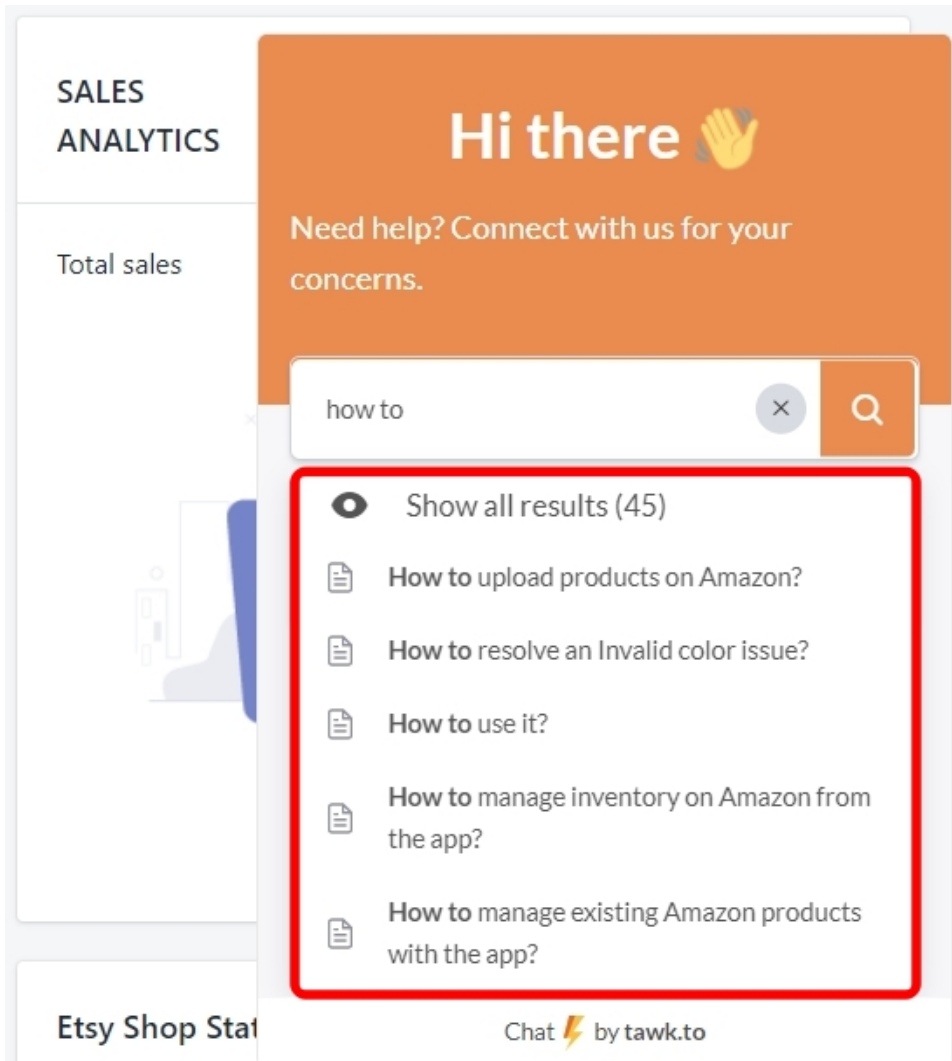 SALES
ANALYTICS
Total sales
Hi there 👋
Need help? Connect with us for your
concerns.
how to
Show all results (45)
How to upload products on Amazon?
How to resolve an Invalid color issue?
How to use it?
How to manage inventory on Amazon from
the app?
How to manage existing Amazon products
with the app?
Etsy Shop Stat
Chat ⚡ by tawk.to